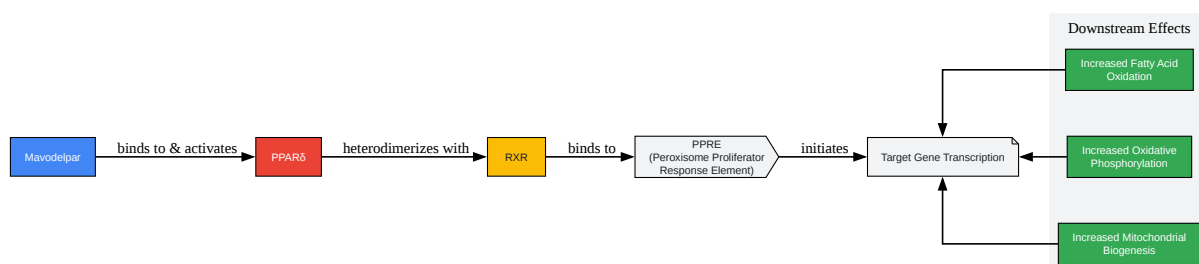 Downstream Effects
Increased Fatty Acid
Oxidation
Mavodelpar
binds to & activates
PPARδ
heterodimerizes with
RXR
binds to
PPRE
(Peroxisome Proliferator
Response Element)
initiates
Target Gene Transcription
Increased Oxidative
Phosphorylation
Increased Mitochondrial
Biogenesis